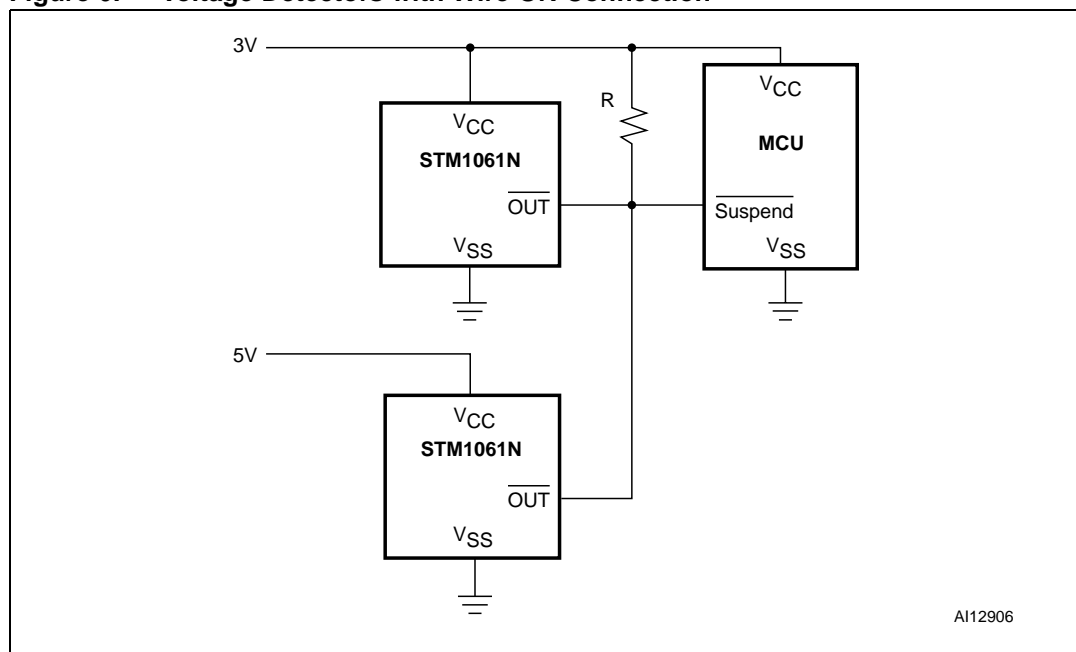 Figure Voltage Detectors with Wire-OR Connection
3V
R
VCC
STM1061N
OUT
VSS
VCC
MCU
Suspend
VSS
5V
VCC
STM1061N
OUT
VSS
AI12906